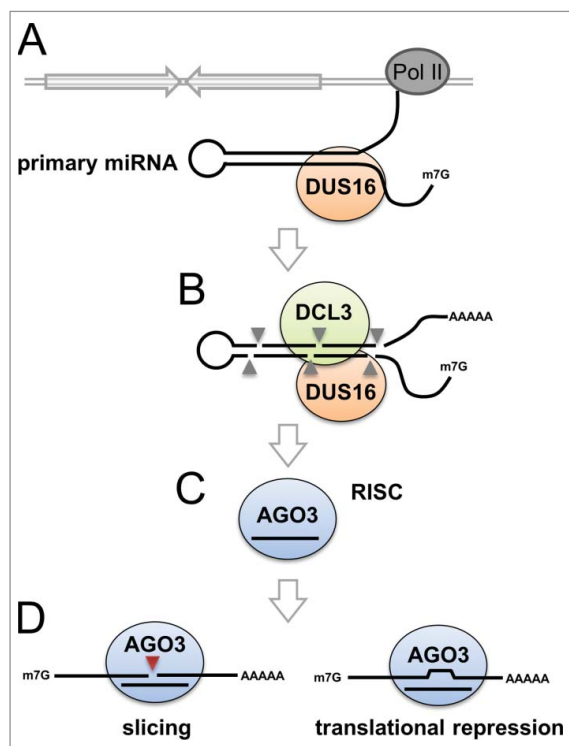 A
Pol II
primary miRNA
m7G
DUS16
B
DCL3
AAAAA
m7G
DUS16
C
RISC
AGO3
D
AGO3
AGO3
m7G
AAAAA
m7G
AAAAA
slicing
translational repression